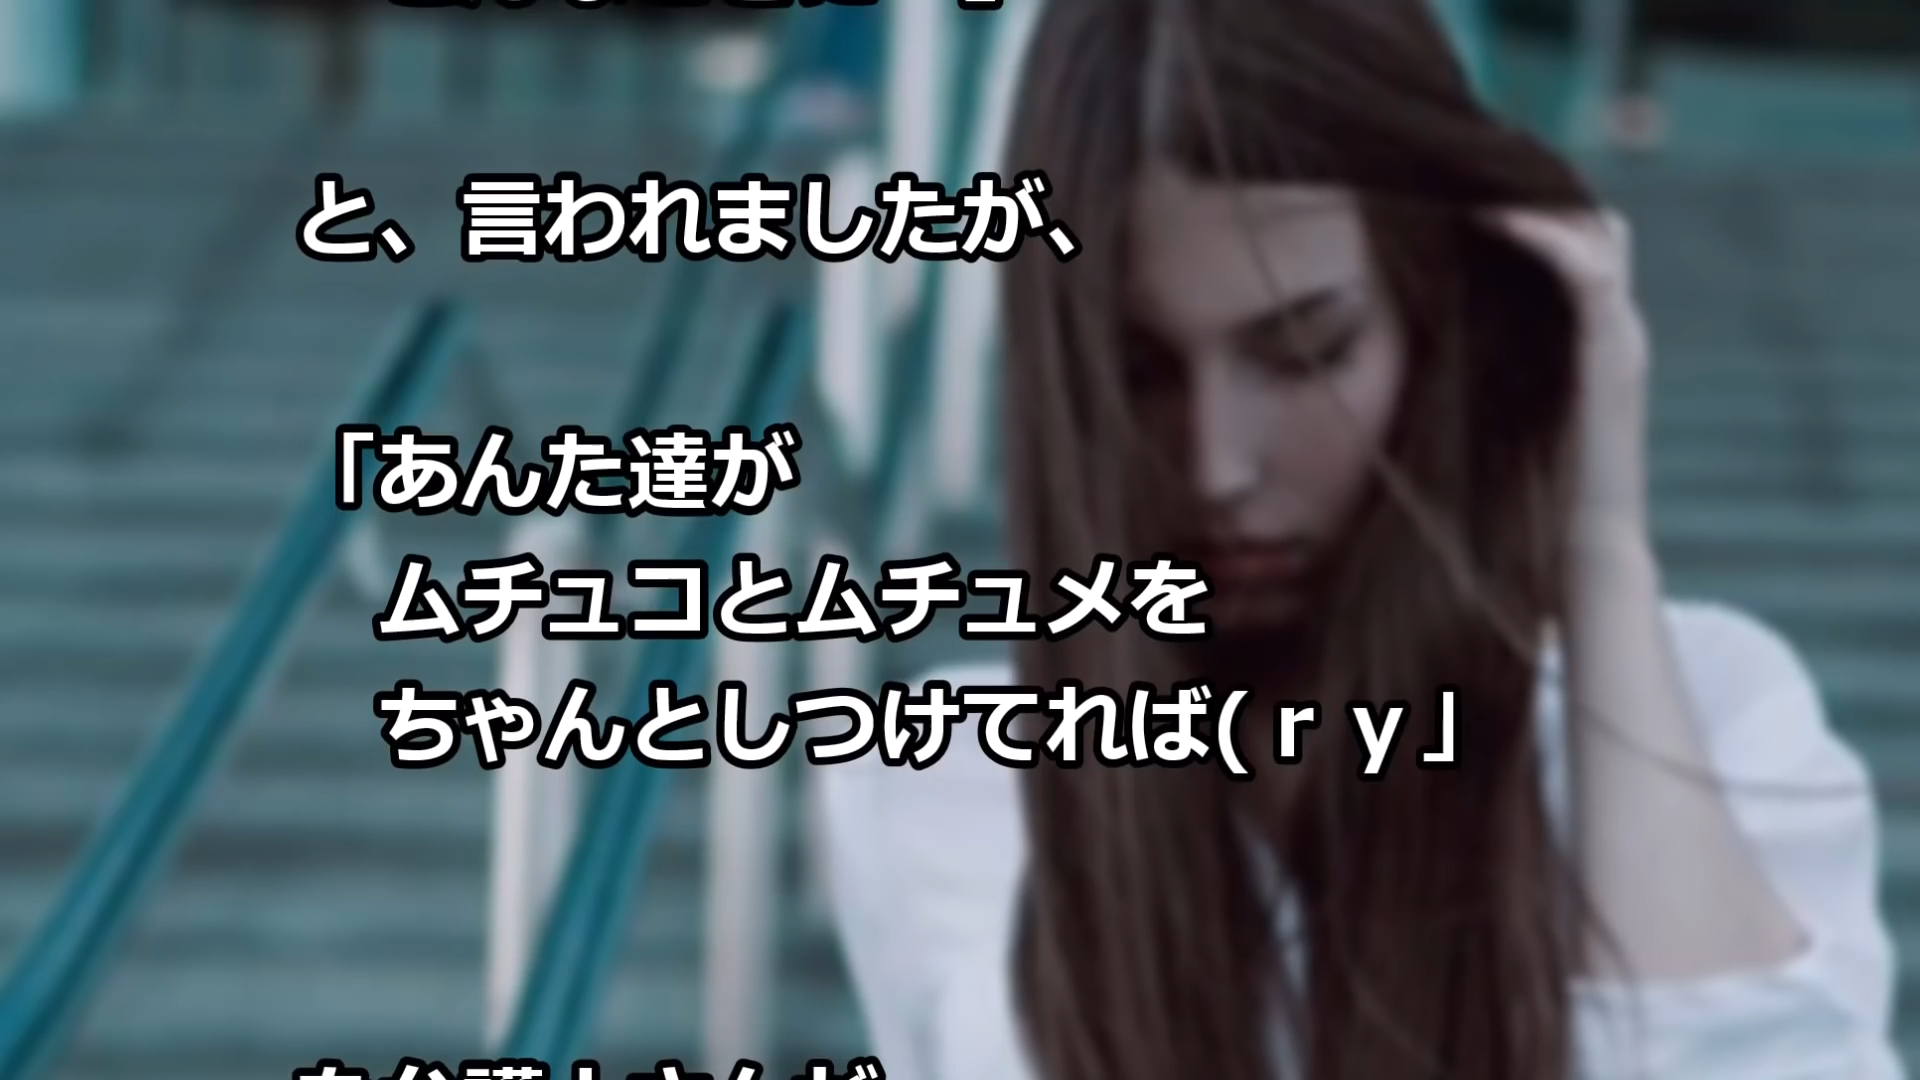 と、言われましたが、
「あんた達が
ムチュコとムチュメを
ちゃんとしつけてれば(ｒｙ」